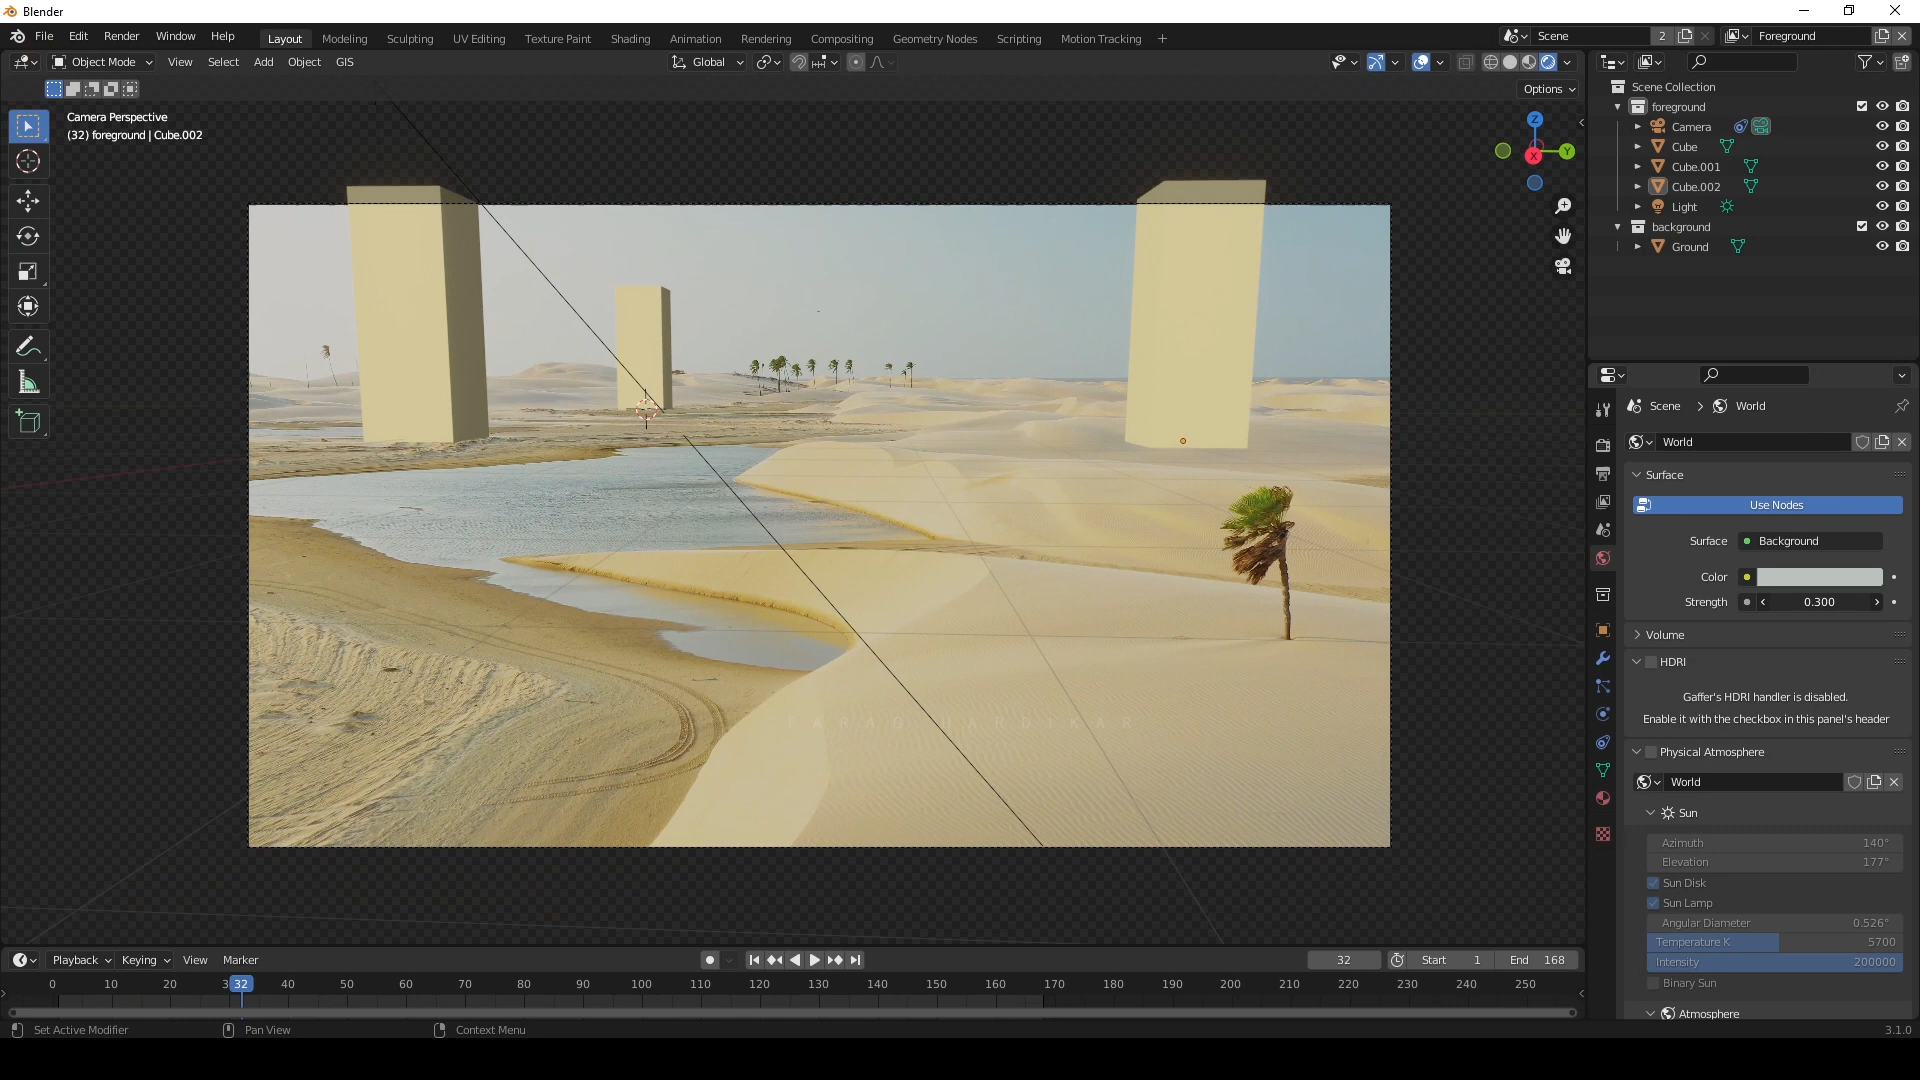 Blender
File Edit Render Window Help Layout Modeling Sculpting UV Editing Texture Paint Shading Animation Rendering Compositing Geometry Nodes Scripting Motion Tracking + Scene 2 Foreground
Object Mode View Select Add Object GIS Global
Options
Camera Perspective
(32) foreground | Cube.002
Z
Y
X
Scene Collection
foreground
Camera
Cube
Cube.001
Cube.002
Light
background
Ground
Scene > World
World
Surface
Use Nodes
Surface Background
Color
Strength 0.300
Volume
HDRI
Gaffer's HDRI handler is disabled.
Enable it with the checkbox in this panel's header
Physical Atmosphere
World
Sun
Azimuth 140°
Elevation 177°
Sun Disk
Sun Lamp
Angular Diameter 0.526°
Temperature K 5700
Intensity 200000
Binary Sun
Atmosphere
HARDIKAR
Playback Keying View Marker 32 Start 1 End 168
0 10 20 3 32 40 50 60 70 80 90 100 110 120 130 140 150 160 170 180 190 200 210 220 230 240 250
Set Active Modifier Pan View Context Menu 3.1.0